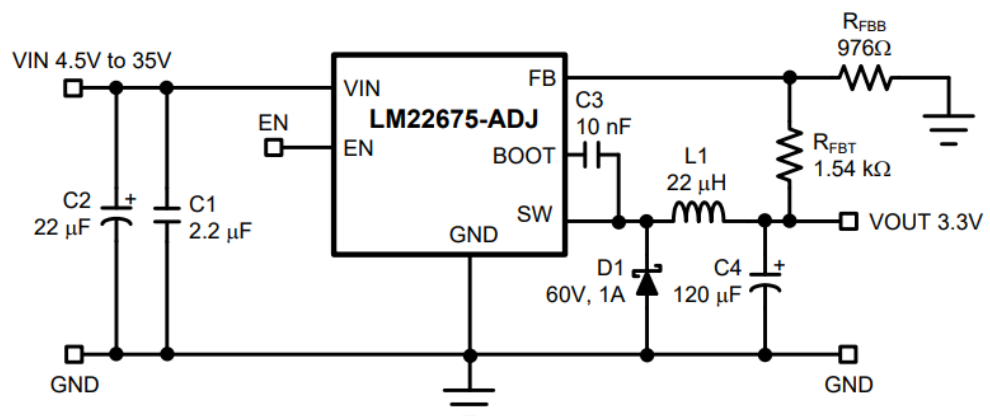 VIN 4.5V to 35V
VIN
LM22675-ADJ
FB
R_FBB
976Ω
C3
10 nF
EN
EN
BOOT
L1
22 μH
R_FBT
1.54 kΩ
C2
22 μF
+
C1
2.2 μF
SW
GND
VOUT 3.3V
D1
60V, 1A
C4
120 μF
+
GND
GND